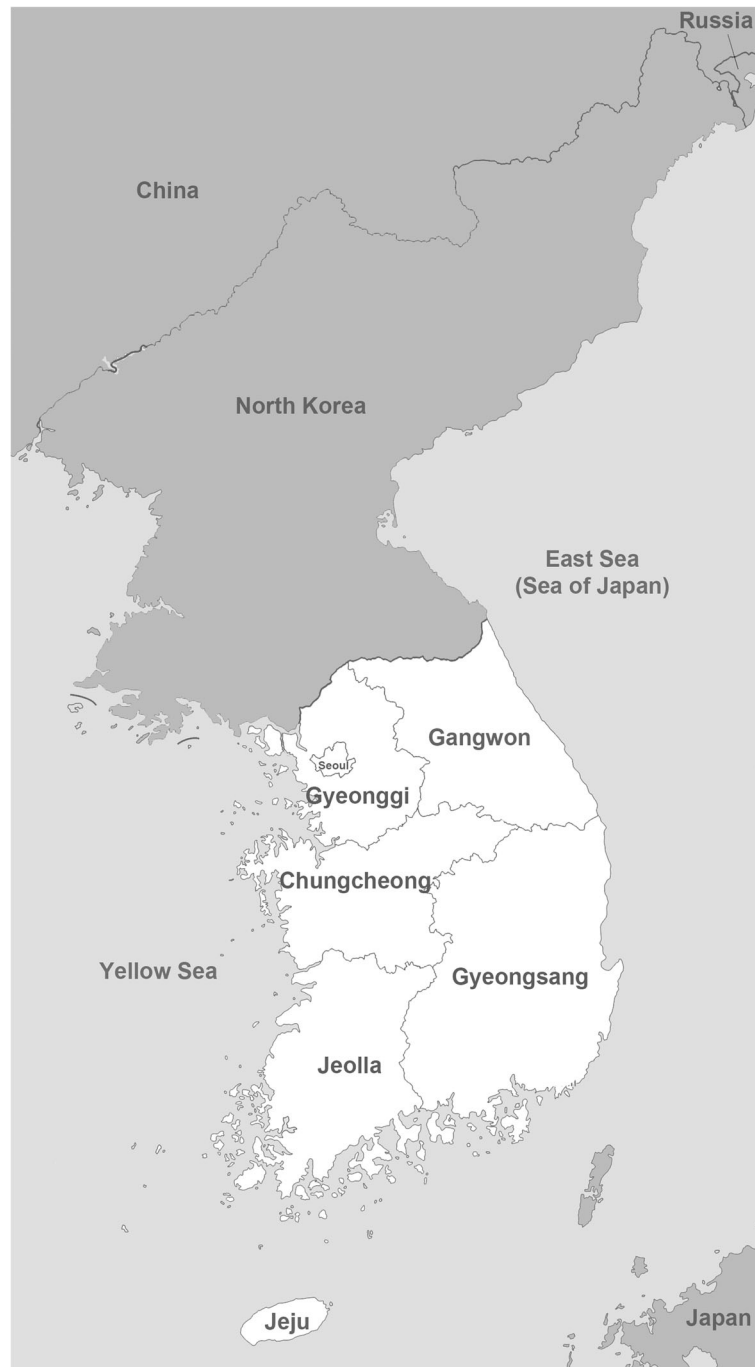 Russia
China
North Korea
East Sea
(Sea of Japan)
Gangwon
Seoul
Gyeonggi
Chungcheong
Yellow Sea
Gyeongsang
Jeolla
Jeju
Japan